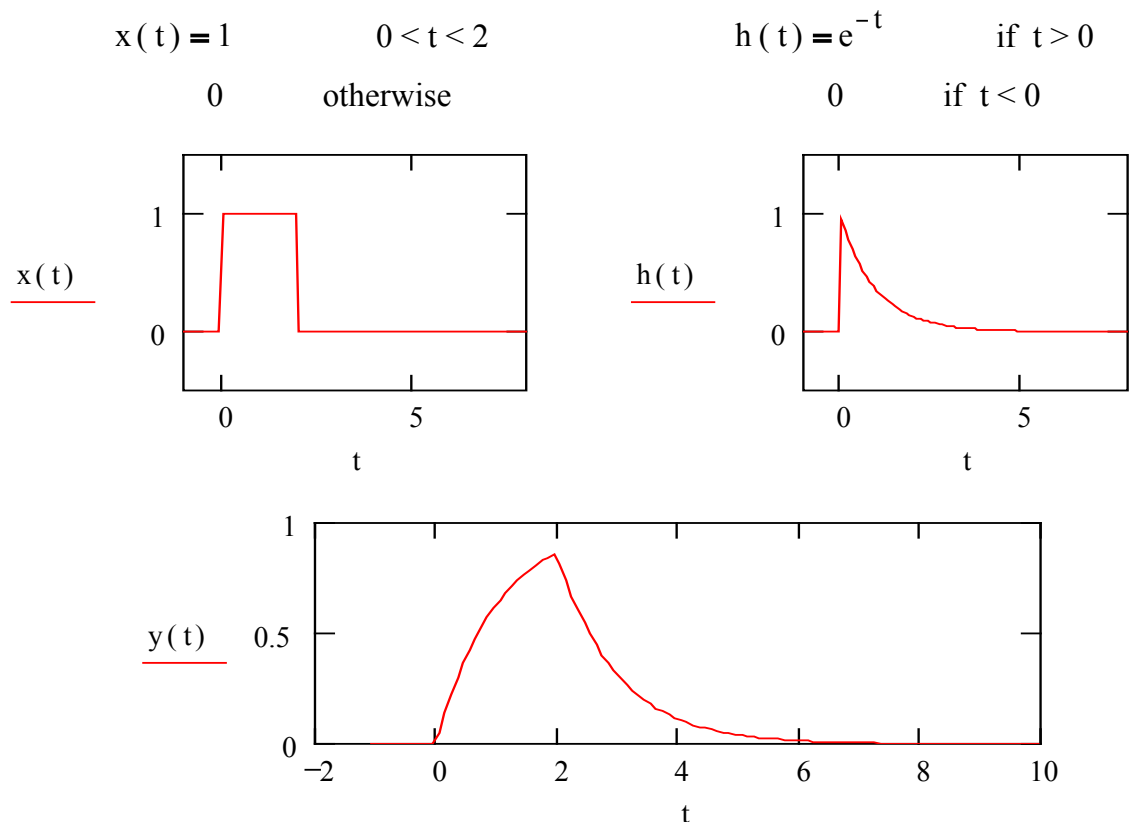 x(t) = 1 0 < t < 2 h(t) = e^-t if t > 0
0 otherwise 0 if t < 0
1
0
x(t)
0 5
t
1
0
h(t)
0 5
t
1
0.5
0
y(t)
−2 0 2 4 6 8 10
t